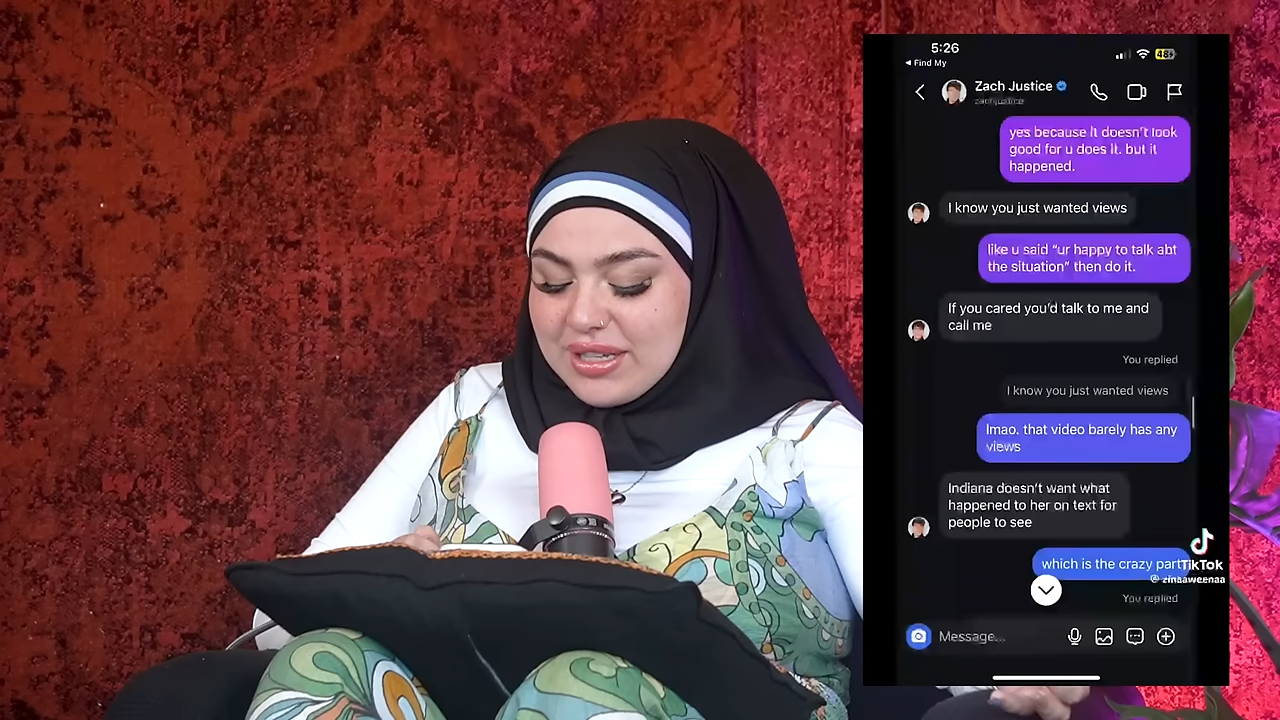 5:26
48
◀ Find My
Zach Justice
zachjustice
yes because it doesn't look
good for u does it. but it
happened.
I know you just wanted views
like u said “ur happy to talk abt
the situation” then do it.
If you cared you'd talk to me and
call me
You replied
I know you just wanted views
lmao. that video barely has any
views
Indiana doesn't want what
happened to her on text for
people to see
which is the crazy part
TikTok
@ zinaaweenaa
You replied
Message...